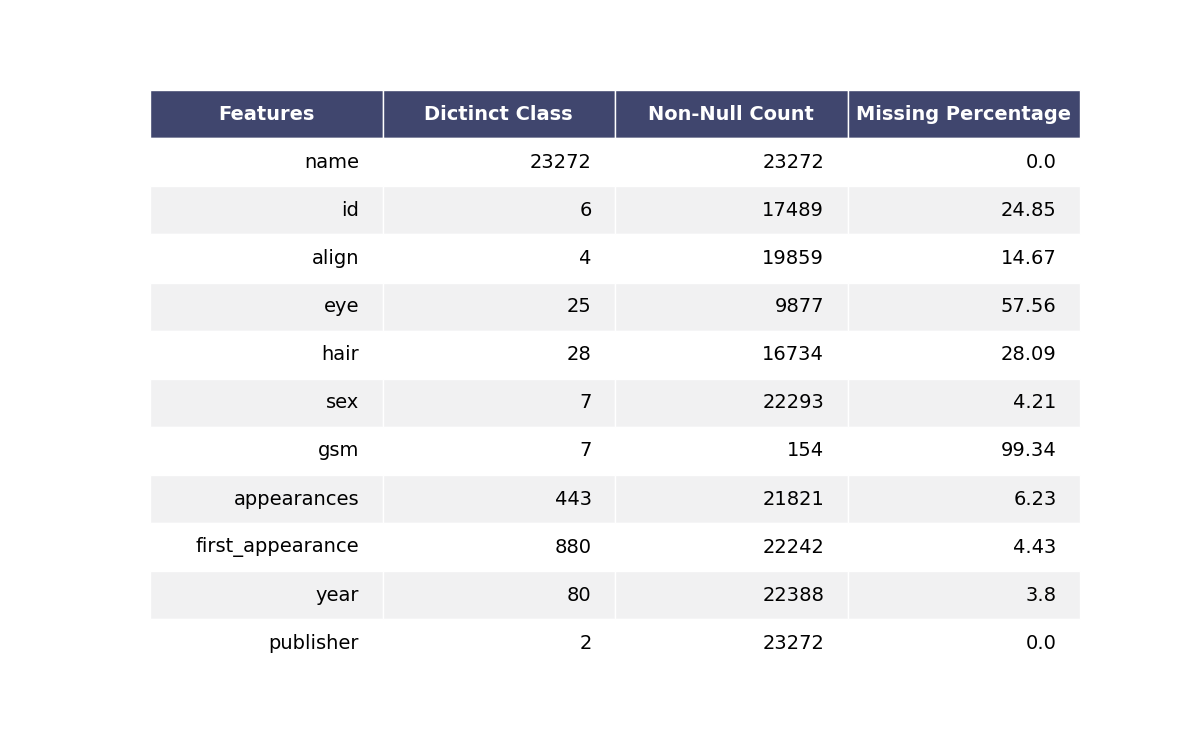 Features Dictinct Class Non-Null Count Missing Percentage
name 23272 23272 0.0
id 6 17489 24.85
align 4 19859 14.67
eye 25 9877 57.56
hair 28 16734 28.09
sex 7 22293 4.21
gsm 7 154 99.34
appearances 443 21821 6.23
first_appearance 880 22242 4.43
year 80 22388 3.8
publisher 2 23272 0.0